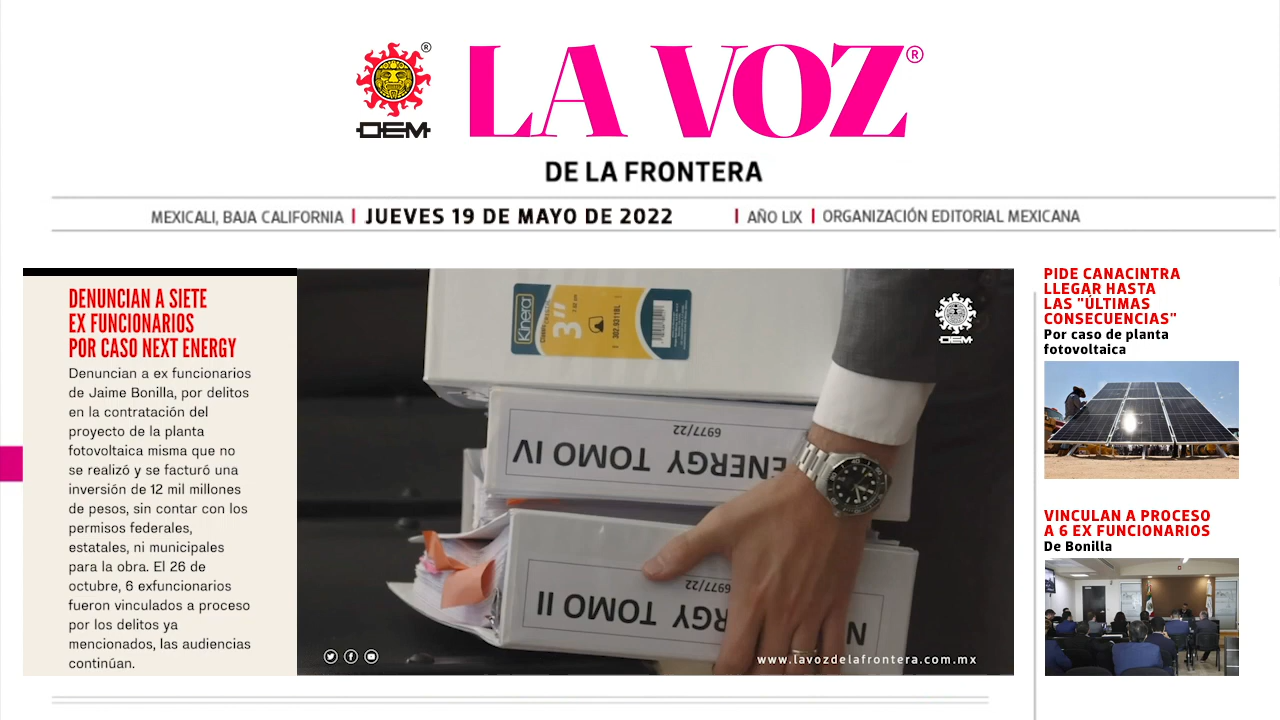 OEM
®
LA VOZ®
DE LA FRONTERA
MEXICALI, BAJA CALIFORNIA | JUEVES 19 DE MAYO DE 2022 | AÑO LIX | ORGANIZACIÓN EDITORIAL MEXICANA
DENUNCIAN A SIETE
EX FUNCIONARIOS
POR CASO NEXT ENERGY
Denuncian a ex funcionarios
de Jaime Bonilla, por delitos
en la contratación del
proyecto de la planta
fotovoltaica misma que no
se realizó y se facturó una
inversión de 12 mil millones
de pesos, sin contar con los
permisos federales,
estatales, ni municipales
para la obra. El 26 de
octubre, 6 exfuncionarios
fueron vinculados a proceso
por los delitos ya
mencionados, las audiencias
continúan.
Kinera
3"
OEM
6977/22
ENERGY TOMO IV
6977/22
N RGY TOMO II
www.lavozdelafrontera.com.mx
PIDE CANACINTRA
LLEGAR HASTA
LAS "ÚLTIMAS
CONSECUENCIAS"
Por caso de planta
fotovoltaica
VINCULAN A PROCESO
A 6 EX FUNCIONARIOS
De Bonilla